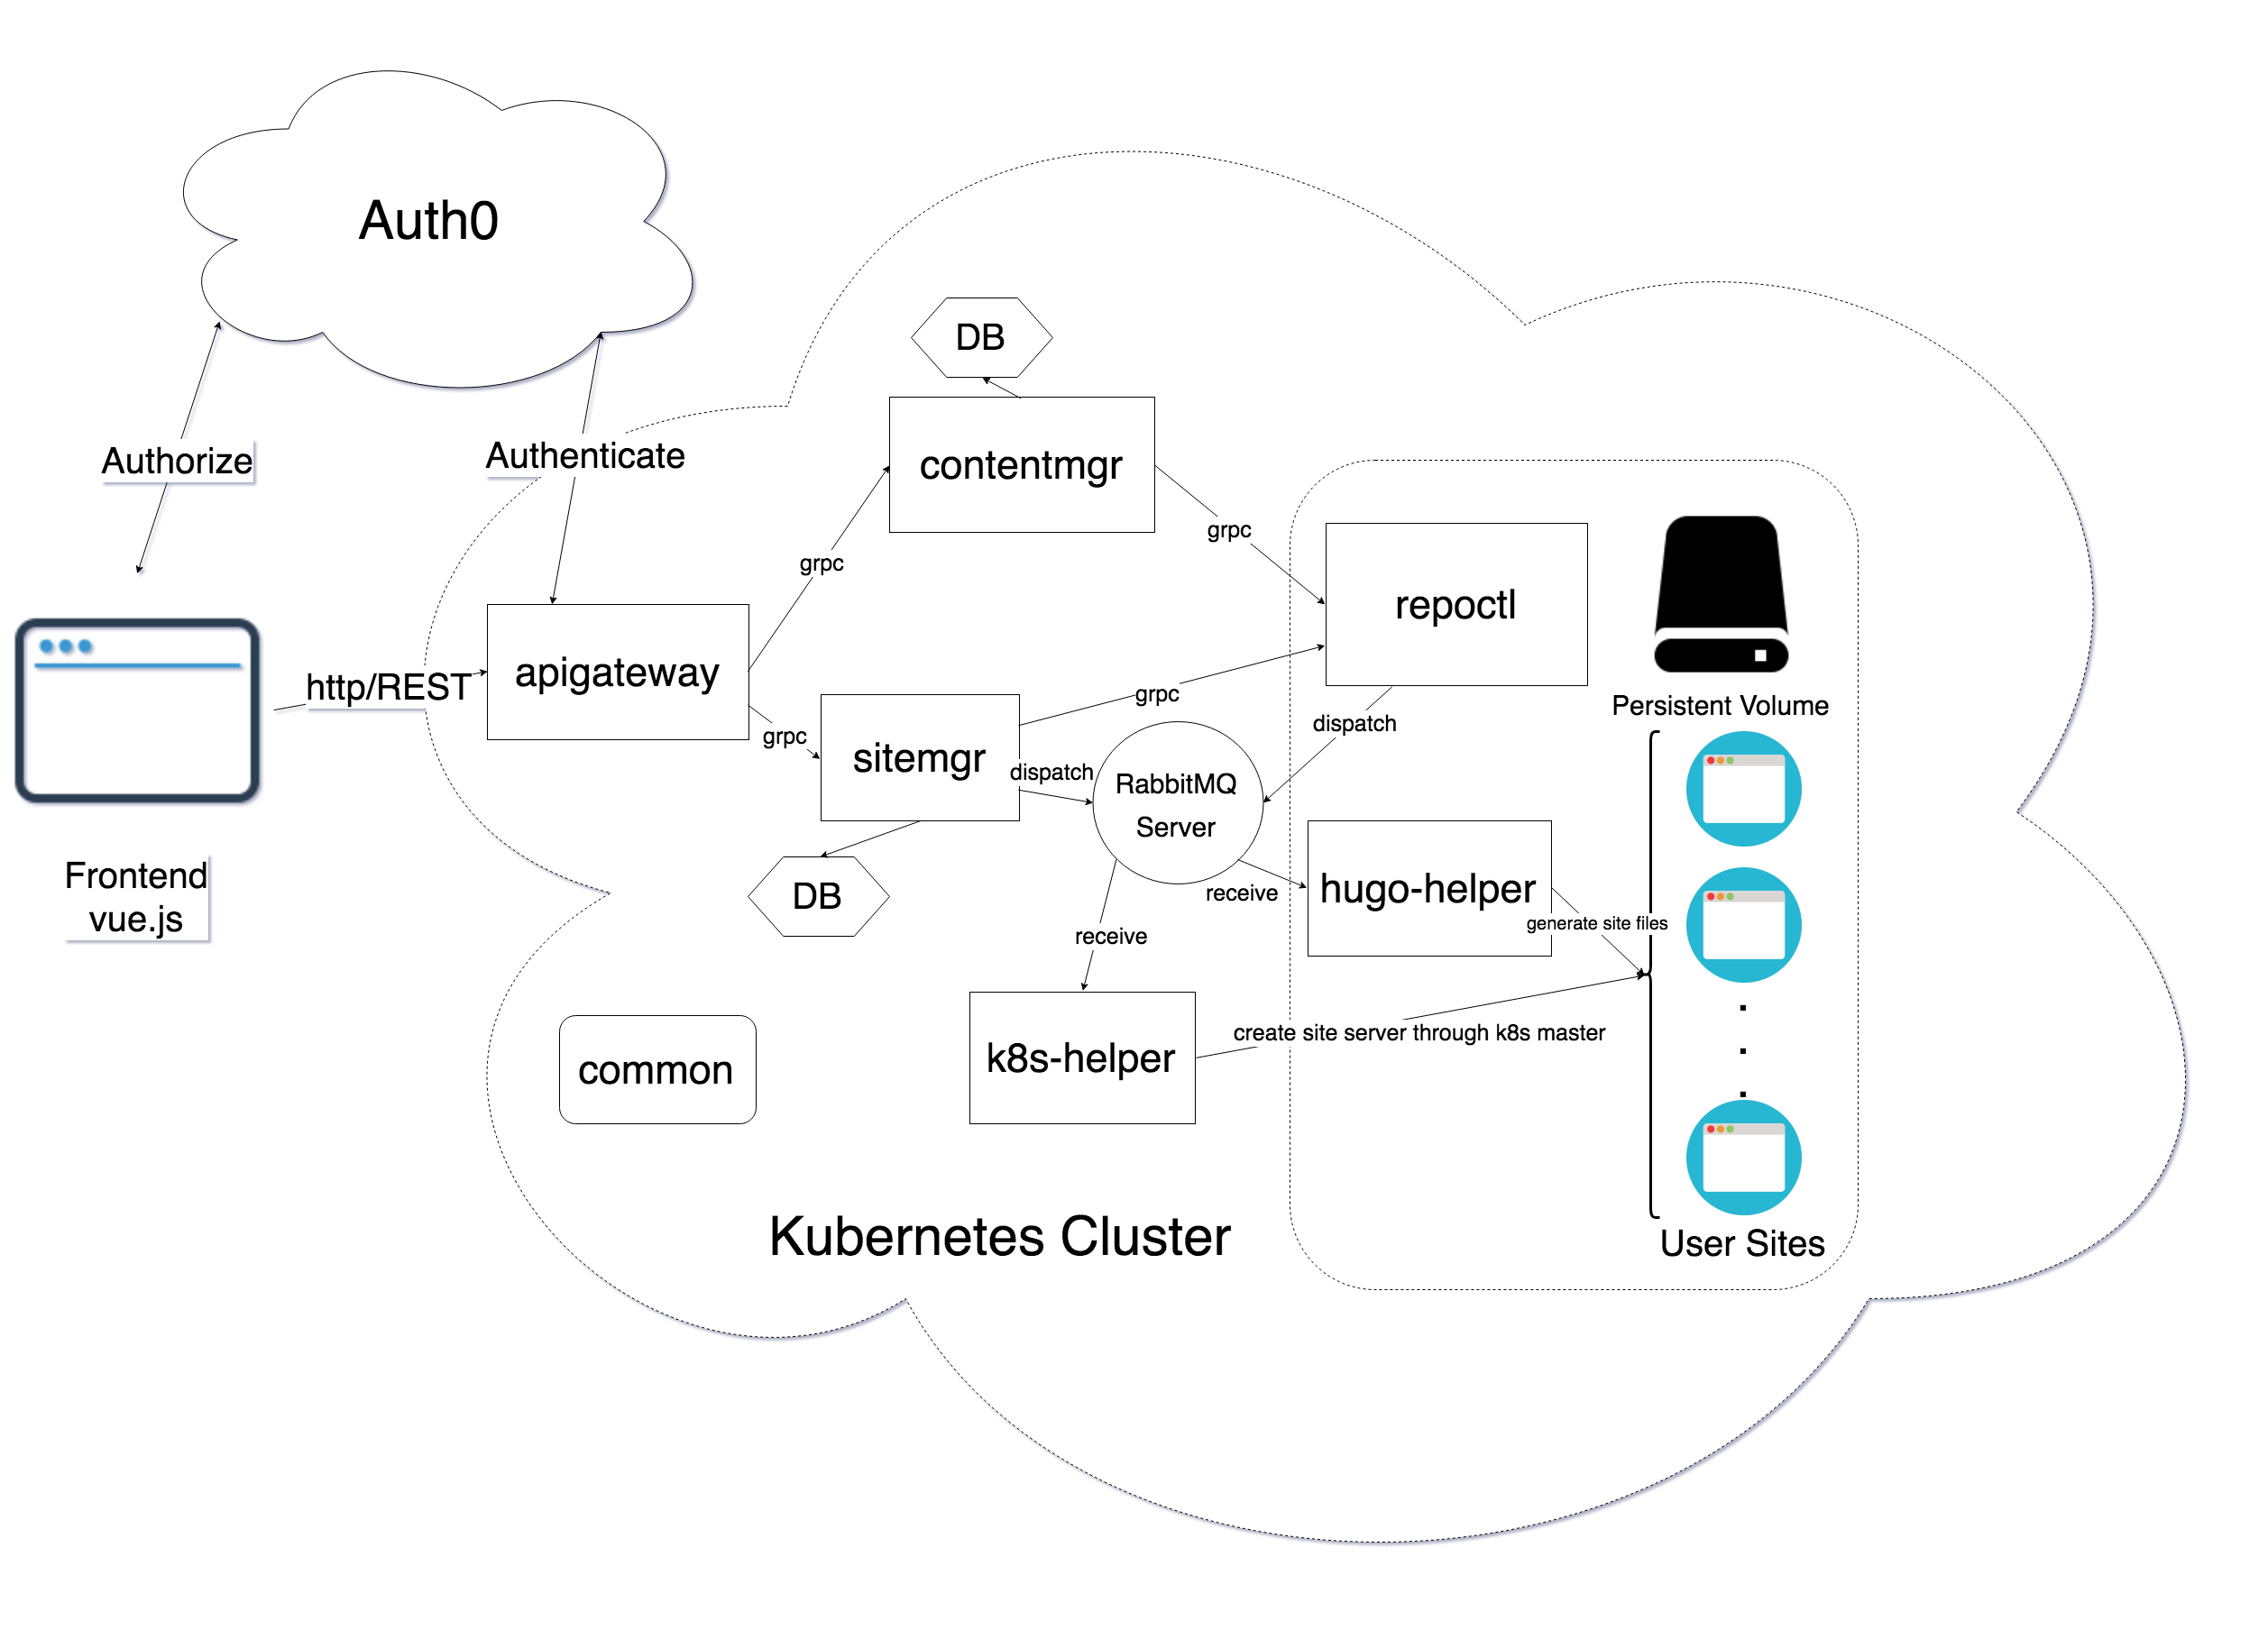 Auth0
DB
Authorize
Authenticate
contentmgr
grpc
grpc
repoctl
http/REST
apigateway
grpc
grpc
Persistent Volume
dispatch
sitemgr
dispatch
RabbitMQ
Server
Frontend
vue.js
DB
receive
hugo-helper
generate site files
receive
create site server through k8s master
k8s-helper
common
Kubernetes Cluster
User Sites